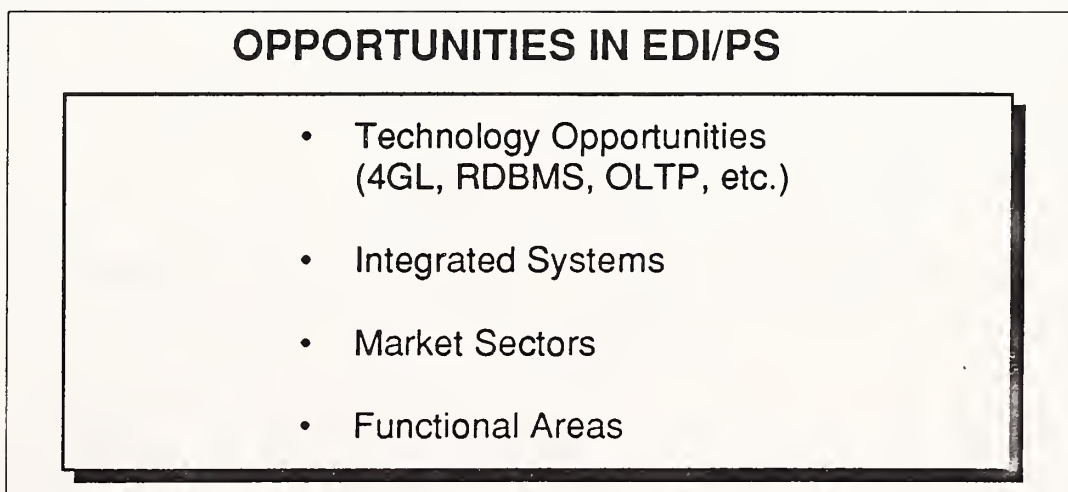 OPPORTUNITIES IN EDI/PS
• Technology Opportunities
(4GL, RDBMS, OLTP, etc.)
• Integrated Systems
• Market Sectors
• Functional Areas